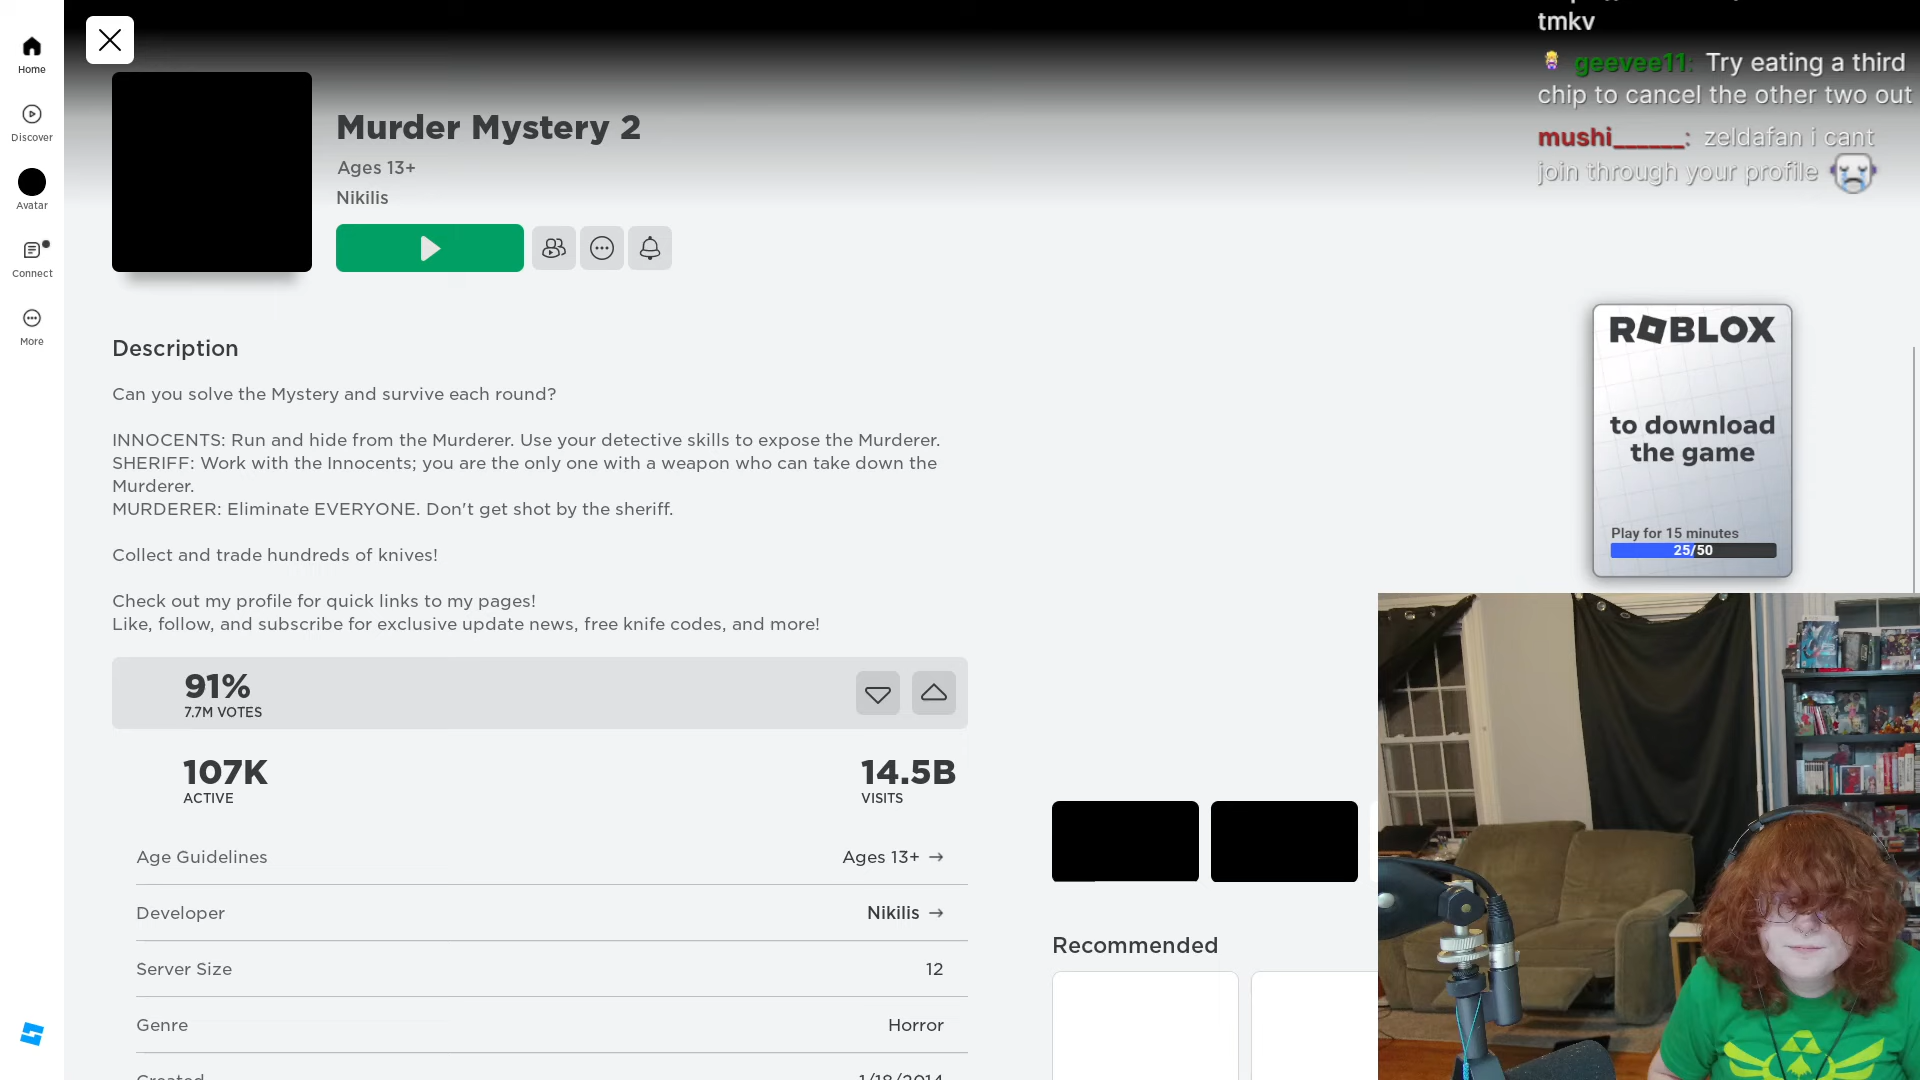 Home
Discover
Avatar
Connect
More
Murder Mystery 2
Ages 13+
Nikilis
Description
Can you solve the Mystery and survive each round?
INNOCENTS: Run and hide from the Murderer. Use your detective skills to expose the Murderer.
SHERIFF: Work with the Innocents; you are the only one with a weapon who can take down the
Murderer.
MURDERER: Eliminate EVERYONE. Don't get shot by the sheriff.
Collect and trade hundreds of knives!
Check out my profile for quick links to my pages!
Like, follow, and subscribe for exclusive update news, free knife codes, and more!
91%
7.7M VOTES
107K
ACTIVE
14.5B
VISITS
Age Guidelines
Ages 13+
Developer
Nikilis
Server Size
12
Genre
Horror
Created
1/18/2014
Recommended
tmkv
geevee11: Try eating a third
chip to cancel the other two out
mushi______: zeldafan i cant
join through your profile
ROBLOX
to download
the game
Play for 15 minutes
25/50